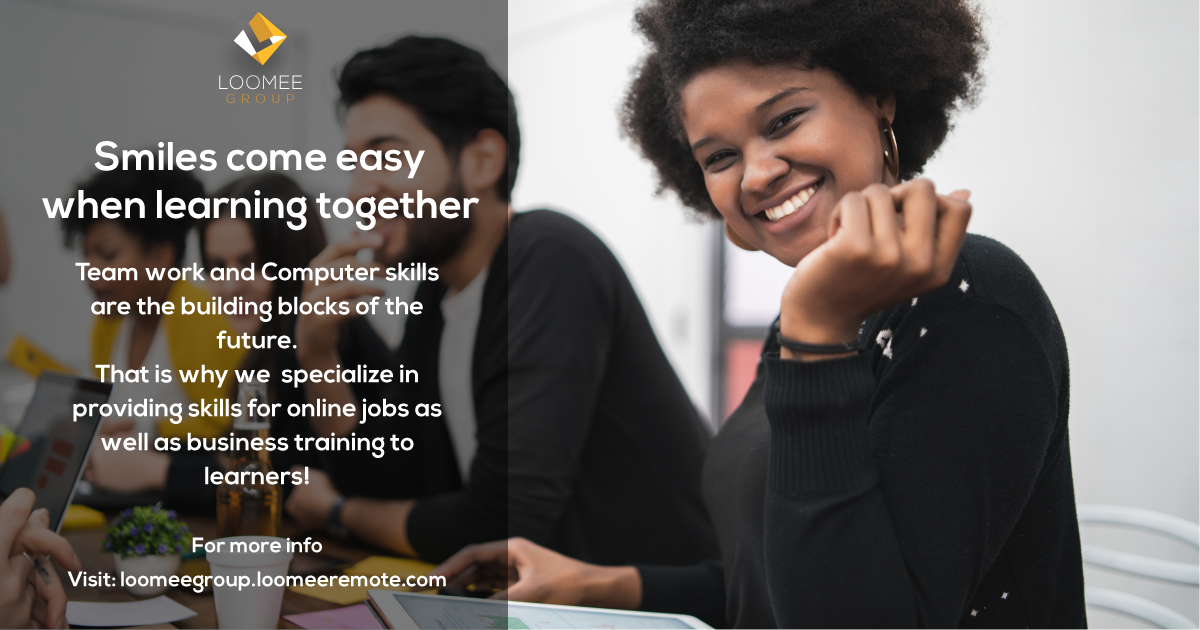 LOOMEE
GROUP
Smiles come easy
when learning together
Team work and Computer skills
are the building blocks of the
future.
That is why we  specialize in
providing skills for online jobs as
well as business training to
learners!
For more info
Visit: loomeegroup.loomeeremote.com